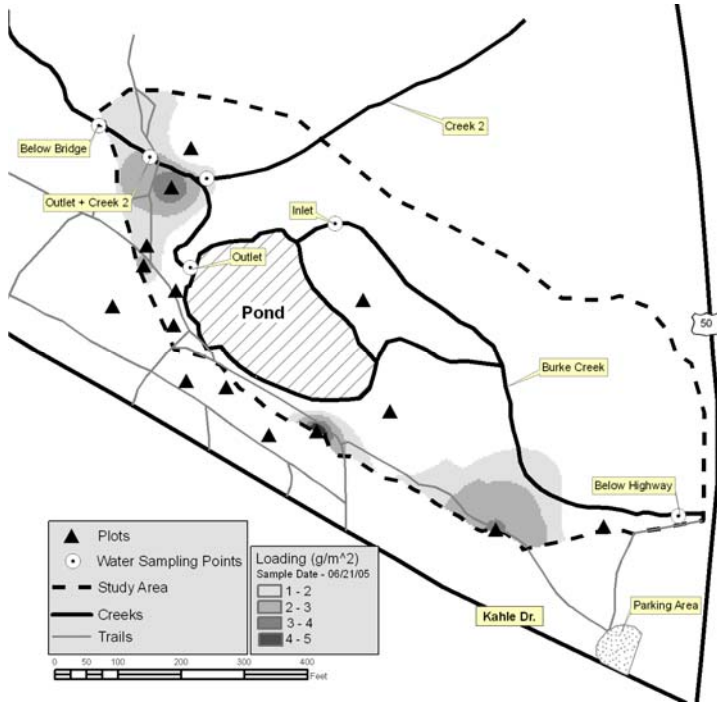 Creek 2
Below Bridge
Outlet + Creek 2
Inlet
Outlet
Pond
50
Burke Creek
Below Highway
Kahle Dr.
Parking Area
Plots
Water Sampling Points
Study Area
Creeks
Trails
Loading (g/m^2)
Sample Date - 06/21/05
1 - 2
2 - 3
3 - 4
4 - 5
0 50 100 200 300 400
Feet